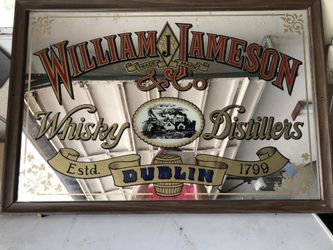 WILLIAM J JAMESON
& Co
Whisky Distillers
Estd. DUBLIN 1799